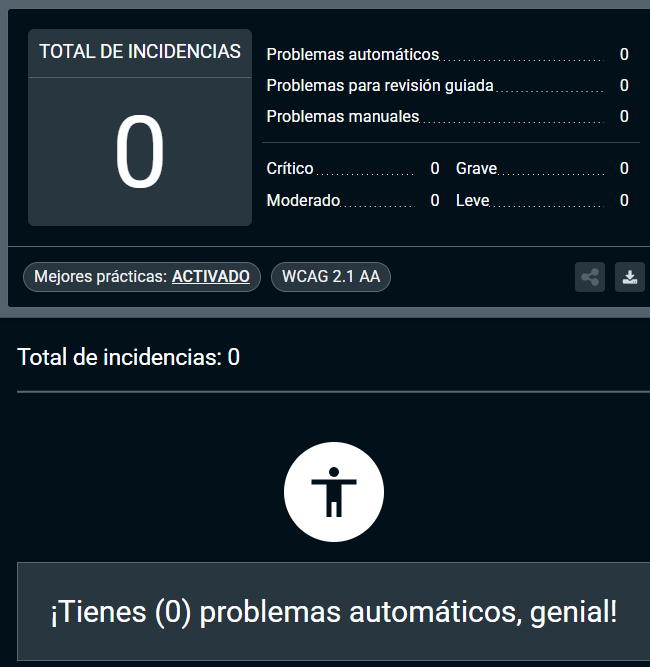 TOTAL DE INCIDENCIAS
0
Problemas automáticos 0
Problemas para revisión guiada 0
Problemas manuales 0
Crítico 0 Grave 0
Moderado 0 Leve 0
Mejores prácticas: ACTIVADO WCAG 2.1 AA
Total de incidencias: 0
¡Tienes (0) problemas automáticos, genial!